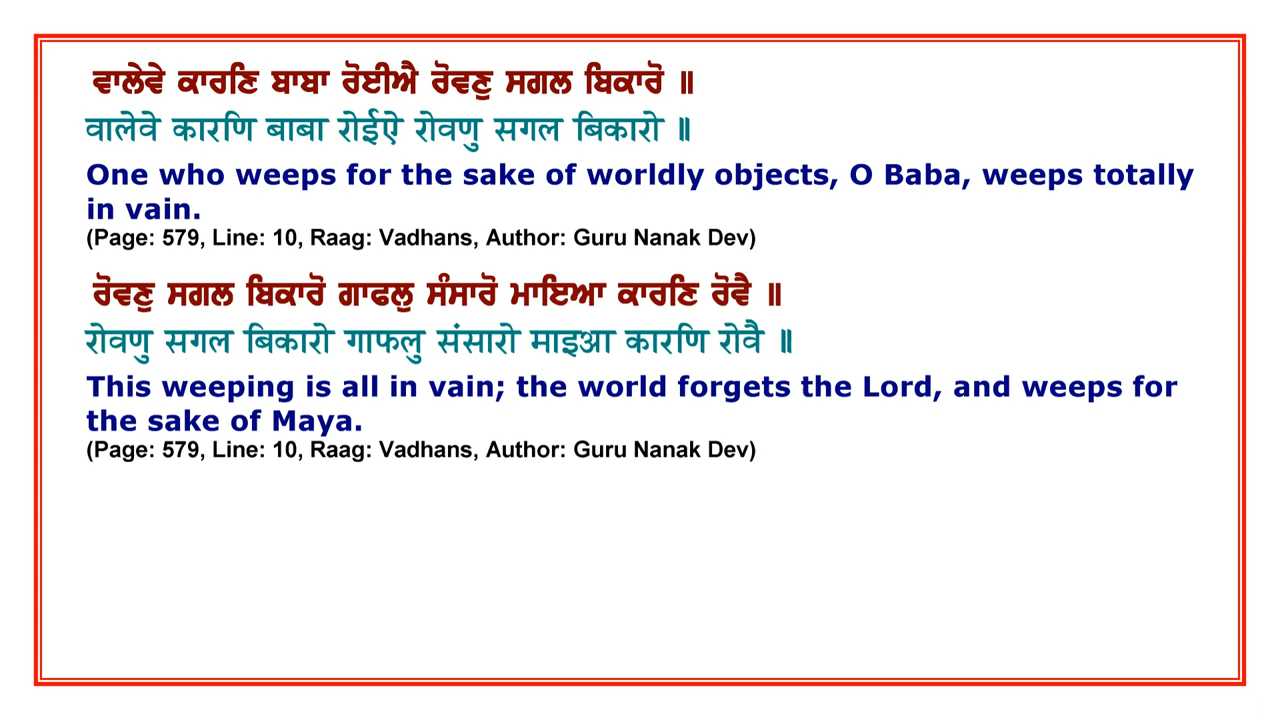 ਵਾਲੇਵੇ ਕਾਰਣਿ ਬਾਬਾ ਰੋਈਐ ਰੋਵਣੁ ਸਗਲ ਬਿਕਾਰੋ ॥
वालेवे कारणि बाबा रोईऐ रोवणु सगल बिकारो ॥
One who weeps for the sake of worldly objects, O Baba, weeps totally
in vain.
(Page: 579, Line: 10, Raag: Vadhans, Author: Guru Nanak Dev)
ਰੋਵਣੁ ਸਗਲ ਬਿਕਾਰੋ ਗਾਫਲੁ ਸੰਸਾਰੋ ਮਾਇਆ ਕਾਰਣਿ ਰੋਵੈ ॥
रोवणु सगल बिकारो गाफलु संसारो माइआ कारणि रोवै ॥
This weeping is all in vain; the world forgets the Lord, and weeps for
the sake of Maya.
(Page: 579, Line: 10, Raag: Vadhans, Author: Guru Nanak Dev)